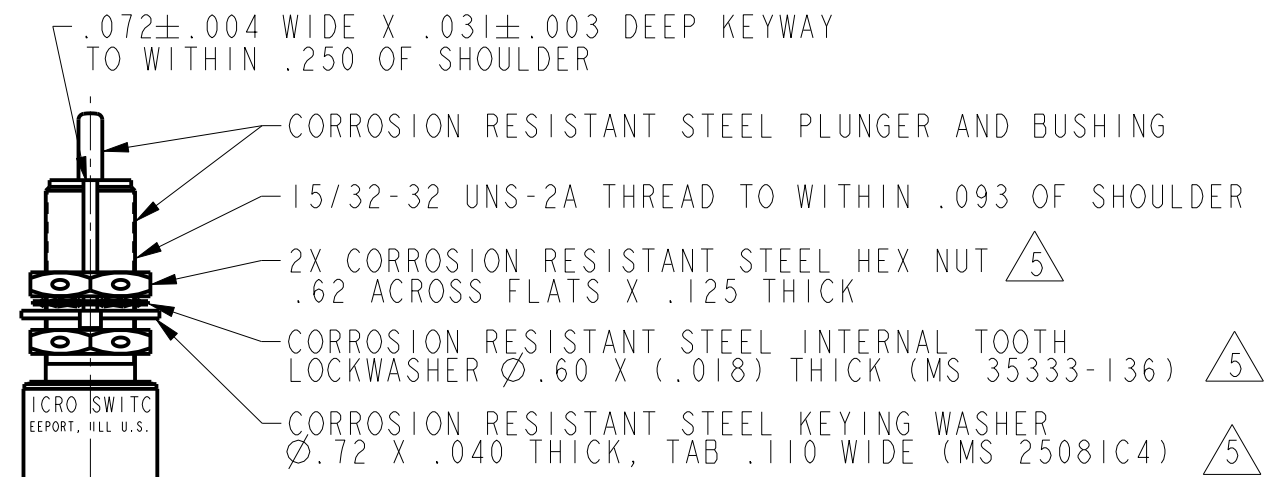 .072±.004 WIDE X .031±.003 DEEP KEYWAY
TO WITHIN .250 OF SHOULDER
CORROSION RESISTANT STEEL PLUNGER AND BUSHING
15/32-32 UNS-2A THREAD TO WITHIN .093 OF SHOULDER
2X CORROSION RESISTANT STEEL HEX NUT 5
.62 ACROSS FLATS X .125 THICK
CORROSION RESISTANT STEEL INTERNAL TOOTH
LOCKWASHER Ø.60 X (.018) THICK (MS 35333-136) 5
CORROSION RESISTANT STEEL KEYING WASHER
Ø.72 X .040 THICK, TAB .110 WIDE (MS 25081C4) 5
ICRO SWITC
EEPORT, ILL U.S.